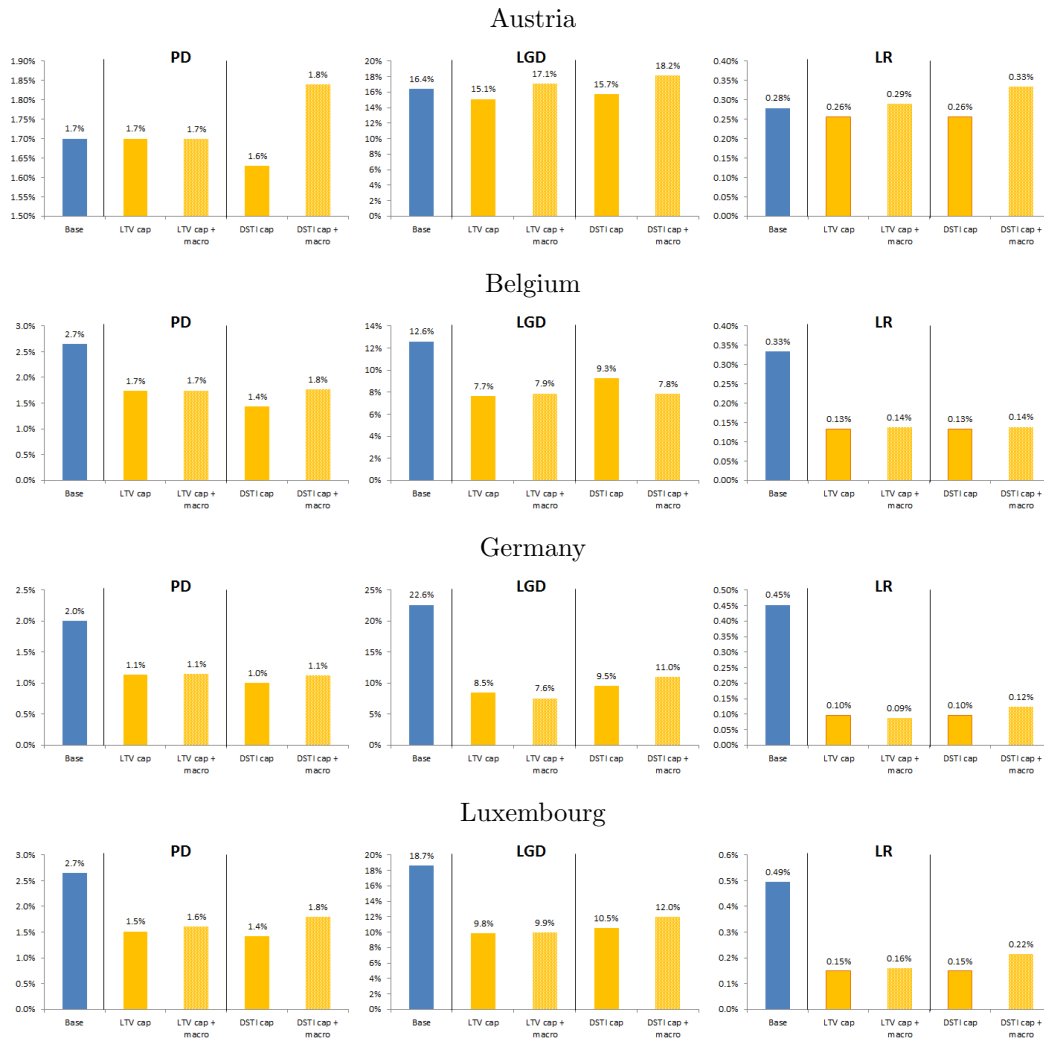 Austria
PD
1.90%
1.85%
1.80%
1.75%
1.70%
1.65%
1.60%
1.55%
1.50%
1.7%
1.7%
1.7%
1.6%
1.8%
Base
LTV cap
LTV cap + macro
DSTI cap
DSTI cap + macro
LGD
20%
18%
16%
14%
12%
10%
8%
6%
4%
2%
0%
16.4%
15.1%
17.1%
15.7%
18.2%
Base
LTV cap
LTV cap + macro
DSTI cap
DSTI cap + macro
LR
0.40%
0.35%
0.30%
0.25%
0.20%
0.15%
0.10%
0.05%
0.00%
0.28%
0.26%
0.29%
0.26%
0.33%
Base
LTV cap
LTV cap + macro
DSTI cap
DSTI cap + macro
Belgium
PD
3.0%
2.5%
2.0%
1.5%
1.0%
0.5%
0.0%
2.7%
1.7%
1.7%
1.4%
1.8%
Base
LTV cap
LTV cap + macro
DSTI cap
DSTI cap + macro
LGD
14%
12%
10%
8%
6%
4%
2%
0%
12.6%
7.7%
7.9%
9.3%
7.8%
Base
LTV cap
LTV cap + macro
DSTI cap
DSTI cap + macro
LR
0.40%
0.35%
0.30%
0.25%
0.20%
0.15%
0.10%
0.05%
0.00%
0.33%
0.13%
0.14%
0.13%
0.14%
Base
LTV cap
LTV cap + macro
DSTI cap
DSTI cap + macro
Germany
PD
2.5%
2.0%
1.5%
1.0%
0.5%
0.0%
2.0%
1.1%
1.1%
1.0%
1.1%
Base
LTV cap
LTV cap + macro
DSTI cap
DSTI cap + macro
LGD
25%
20%
15%
10%
5%
0%
22.6%
8.5%
7.6%
9.5%
11.0%
Base
LTV cap
LTV cap + macro
DSTI cap
DSTI cap + macro
LR
0.50%
0.45%
0.40%
0.35%
0.30%
0.25%
0.20%
0.15%
0.10%
0.05%
0.00%
0.45%
0.10%
0.09%
0.10%
0.12%
Base
LTV cap
LTV cap + macro
DSTI cap
DSTI cap + macro
Luxembourg
PD
3.0%
2.5%
2.0%
1.5%
1.0%
0.5%
0.0%
2.7%
1.5%
1.6%
1.4%
1.8%
Base
LTV cap
LTV cap + macro
DSTI cap
DSTI cap + macro
LGD
20%
18%
16%
14%
12%
10%
8%
6%
4%
2%
0%
18.7%
9.8%
9.9%
10.5%
12.0%
Base
LTV cap
LTV cap + macro
DSTI cap
DSTI cap + macro
LR
0.6%
0.5%
0.4%
0.3%
0.2%
0.1%
0.0%
0.49%
0.15%
0.16%
0.15%
0.22%
Base
LTV cap
LTV cap + macro
DSTI cap
DSTI cap + macro